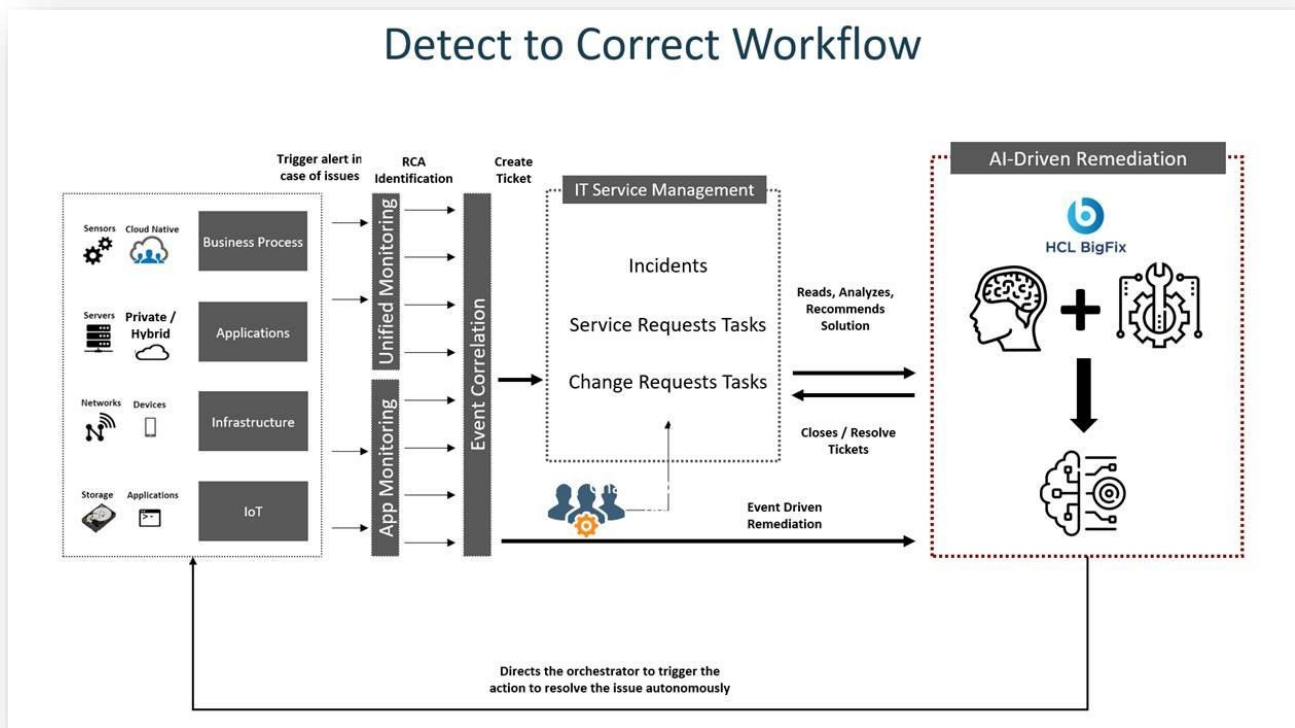 Detect to Correct Workflow
Trigger alert in
case of issues
RCA
Identification
Create
Ticket
Sensors
Cloud Native
Business Process
Servers
Private /
Hybrid
Applications
Networks
Devices
Infrastructure
Storage
Applications
IoT
Unified Monitoring
App Monitoring
Event Correlation
IT Service Management
Incidents
Service Requests Tasks
Change Requests Tasks
Reads, Analyzes,
Recommends
Solution
Closes / Resolve
Tickets
Event Driven
Remediation
AI-Driven Remediation
HCL BigFix
Directs the orchestrator to trigger the
action to resolve the issue autonomously